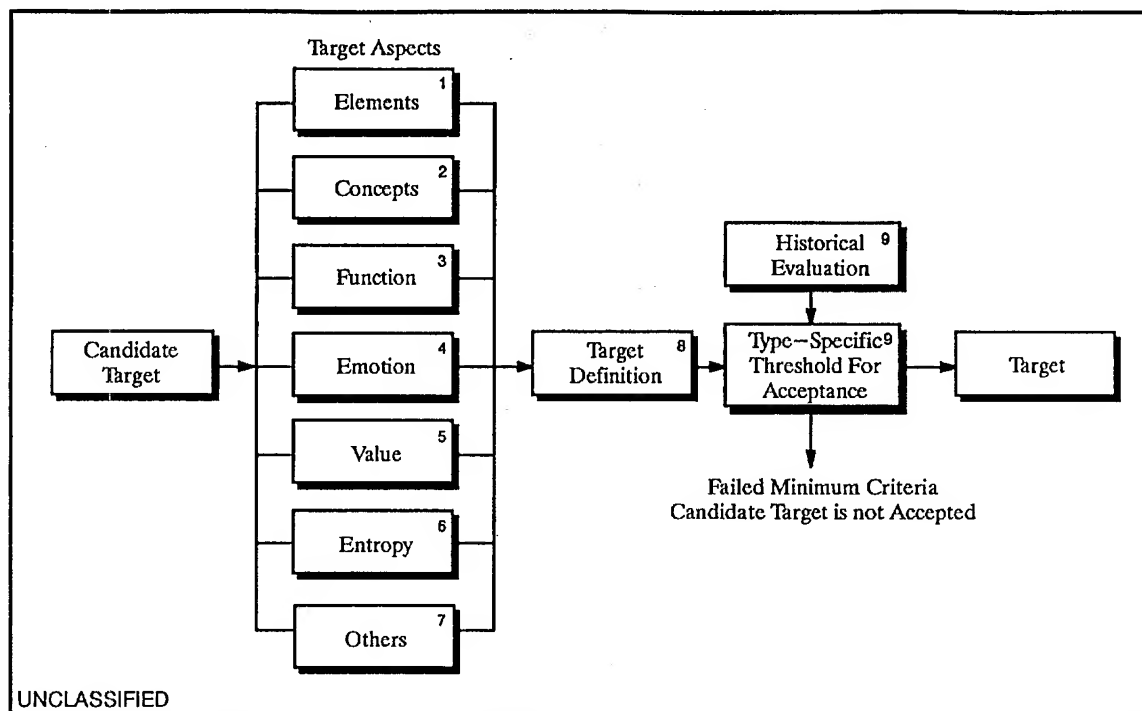 Target Aspects
1
Elements
2
Concepts
3
Function
Candidate
Target
4
Emotion
5
Value
6
Entropy
7
Others
8
Target
Definition
Historical 9
Evaluation
Type-Specific 9
Threshold For
Acceptance
Target
Failed Minimum Criteria
Candidate Target is not Accepted
UNCLASSIFIED